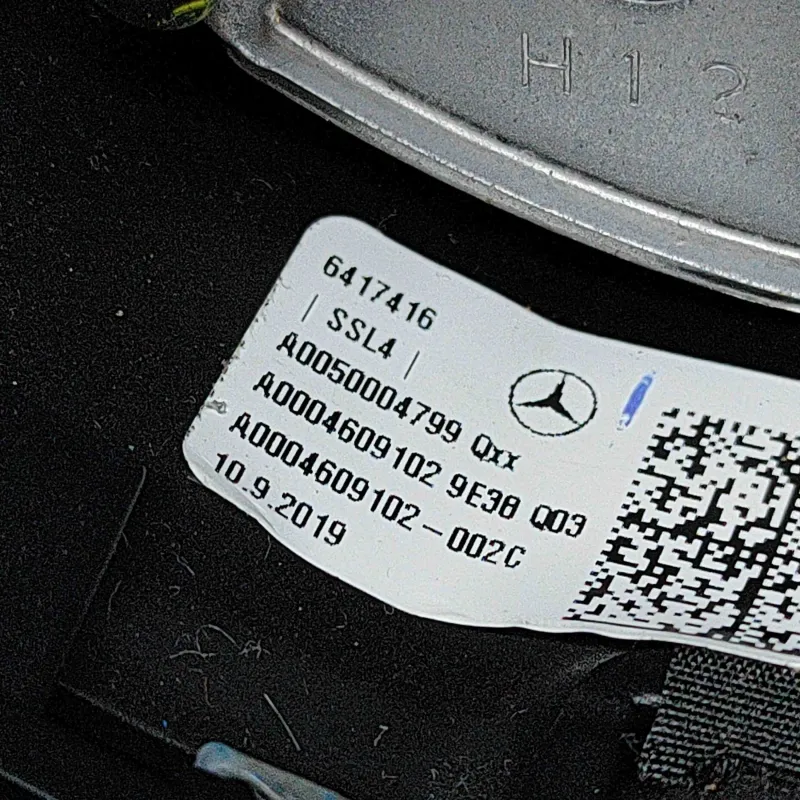 H12
6417416
| SSL4 |
A0050004799 Qxx
A0004609102 9E38 Q03
A0004609102-002C
10.9.2019